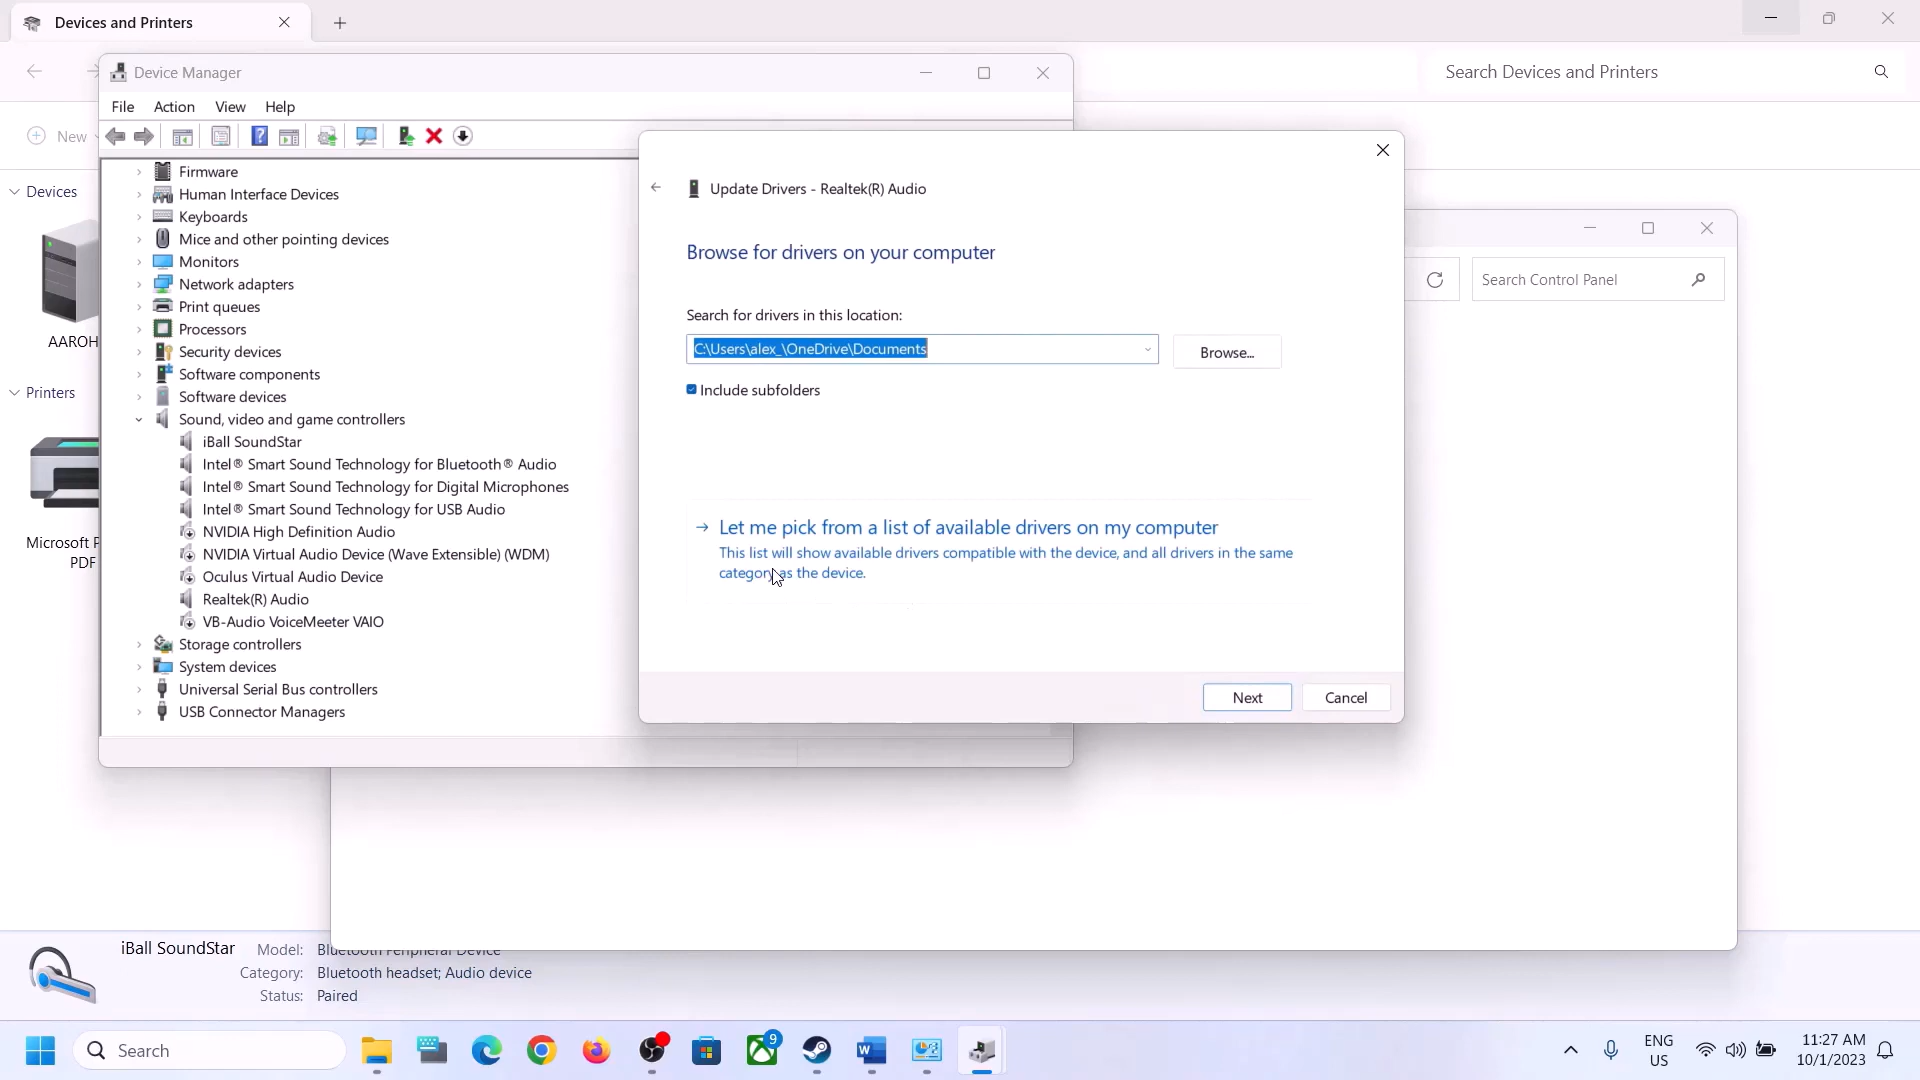 Devices and Printers
Search Devices and Printers
Device Manager
File Action View Help
New
Devices
AAROH
Printers
Microsoft P
PDF
Firmware
Human Interface Devices
Keyboards
Mice and other pointing devices
Monitors
Network adapters
Print queues
Processors
Security devices
Software components
Software devices
Sound, video and game controllers
iBall SoundStar
Intel® Smart Sound Technology for Bluetooth® Audio
Intel® Smart Sound Technology for Digital Microphones
Intel® Smart Sound Technology for USB Audio
NVIDIA High Definition Audio
NVIDIA Virtual Audio Device (Wave Extensible) (WDM)
Oculus Virtual Audio Device
Realtek(R) Audio
VB-Audio VoiceMeeter VAIO
Storage controllers
System devices
Universal Serial Bus controllers
USB Connector Managers
Update Drivers - Realtek(R) Audio
Browse for drivers on your computer
Search for drivers in this location:
C:\Users\alex_\OneDrive\Documents
Browse...
Include subfolders
Let me pick from a list of available drivers on my computer
This list will show available drivers compatible with the device, and all drivers in the same
category as the device.
Next
Cancel
Search Control Panel
iBall SoundStar
Model: Bluetooth Peripheral Device
Category: Bluetooth headset; Audio device
Status: Paired
Search
9
ENG
US
11:27 AM
10/1/2023